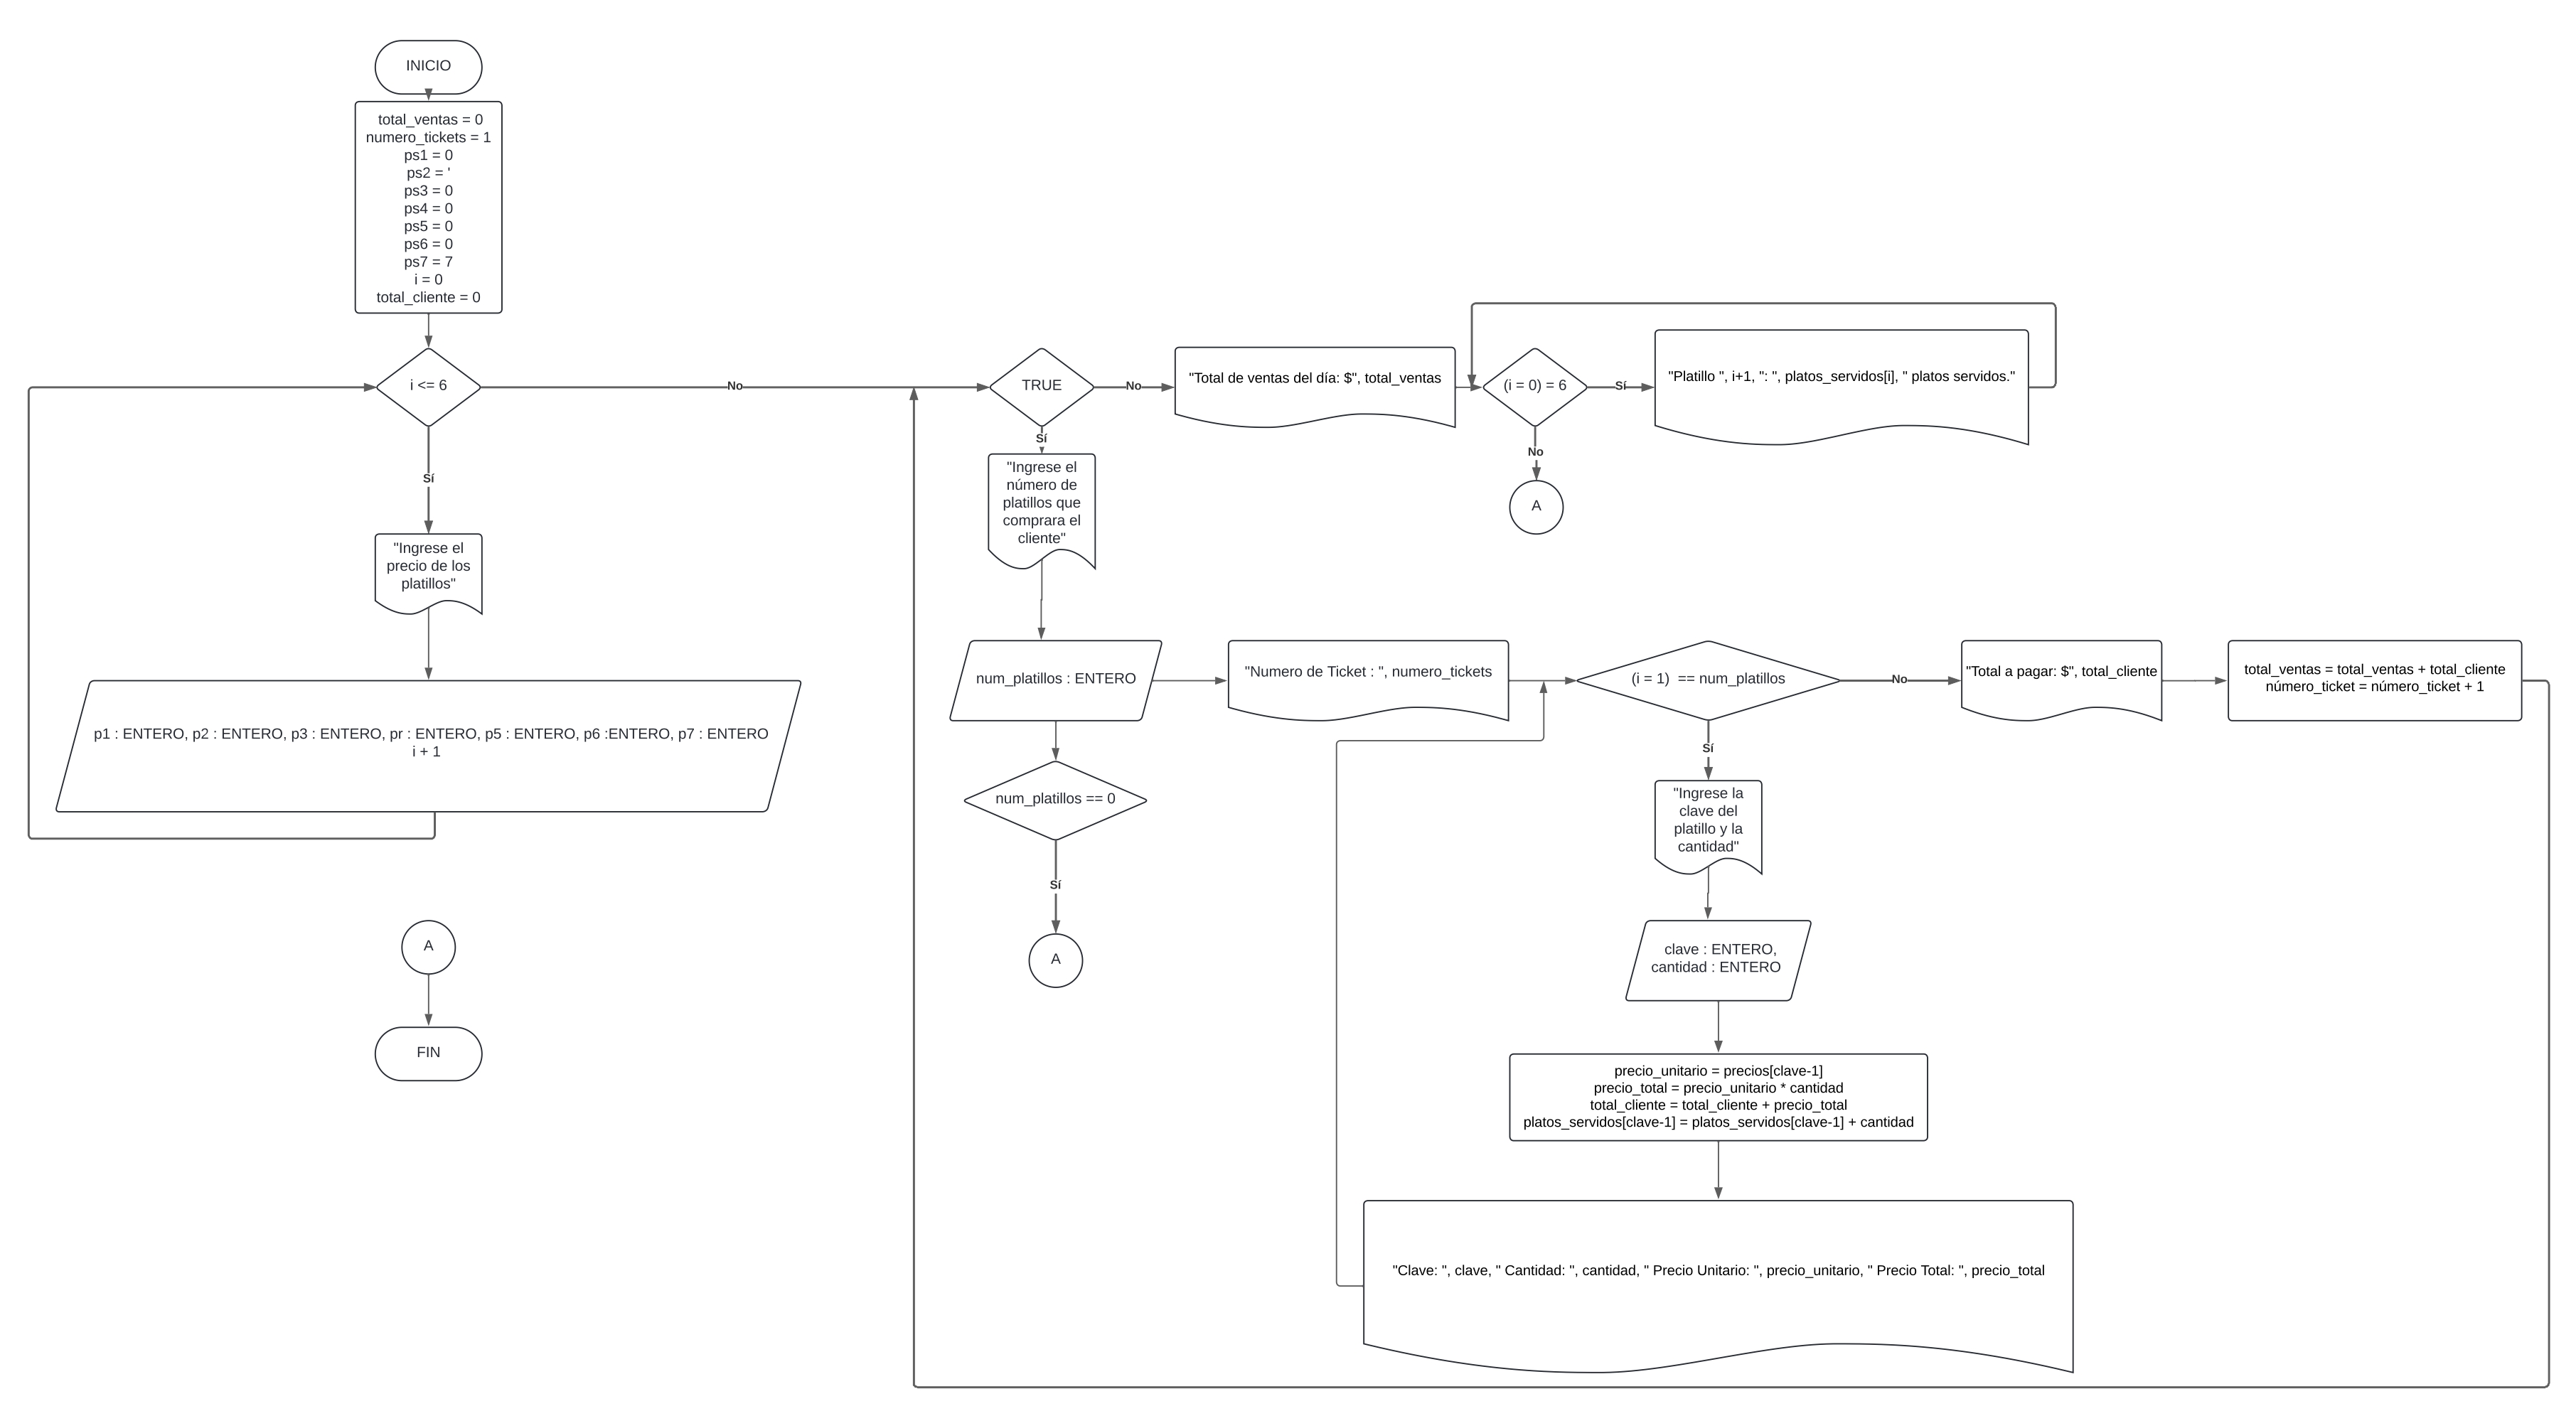 INICIO
total_ventas = 0
numero_tickets = 1
ps1 = 0
ps2 = '
ps3 = 0
ps4 = 0
ps5 = 0
ps6 = 0
ps7 = 7
i = 0
total_cliente = 0
i <= 6
No
Sí
"Ingrese el
precio de los
platillos"
p1 : ENTERO, p2 : ENTERO, p3 : ENTERO, pr : ENTERO, p5 : ENTERO, p6 :ENTERO, p7 : ENTERO
i + 1
A
FIN
TRUE
No
Sí
"Total de ventas del día: $", total_ventas
(i = 0) = 6
Sí
"Platillo ", i+1, ": ", platos_servidos[i], " platos servidos."
No
A
"Ingrese el
número de
platillos que
comprara el
cliente"
num_platillos : ENTERO
num_platillos == 0
Sí
A
"Numero de Ticket : ", numero_tickets
(i = 1)  == num_platillos
No
"Total a pagar: $", total_cliente
total_ventas = total_ventas + total_cliente
número_ticket = número_ticket + 1
Sí
"Ingrese la
clave del
platillo y la
cantidad"
clave : ENTERO,
cantidad : ENTERO
precio_unitario = precios[clave-1]
precio_total = precio_unitario * cantidad
total_cliente = total_cliente + precio_total
platos_servidos[clave-1] = platos_servidos[clave-1] + cantidad
"Clave: ", clave, " Cantidad: ", cantidad, " Precio Unitario: ", precio_unitario, " Precio Total: ", precio_total